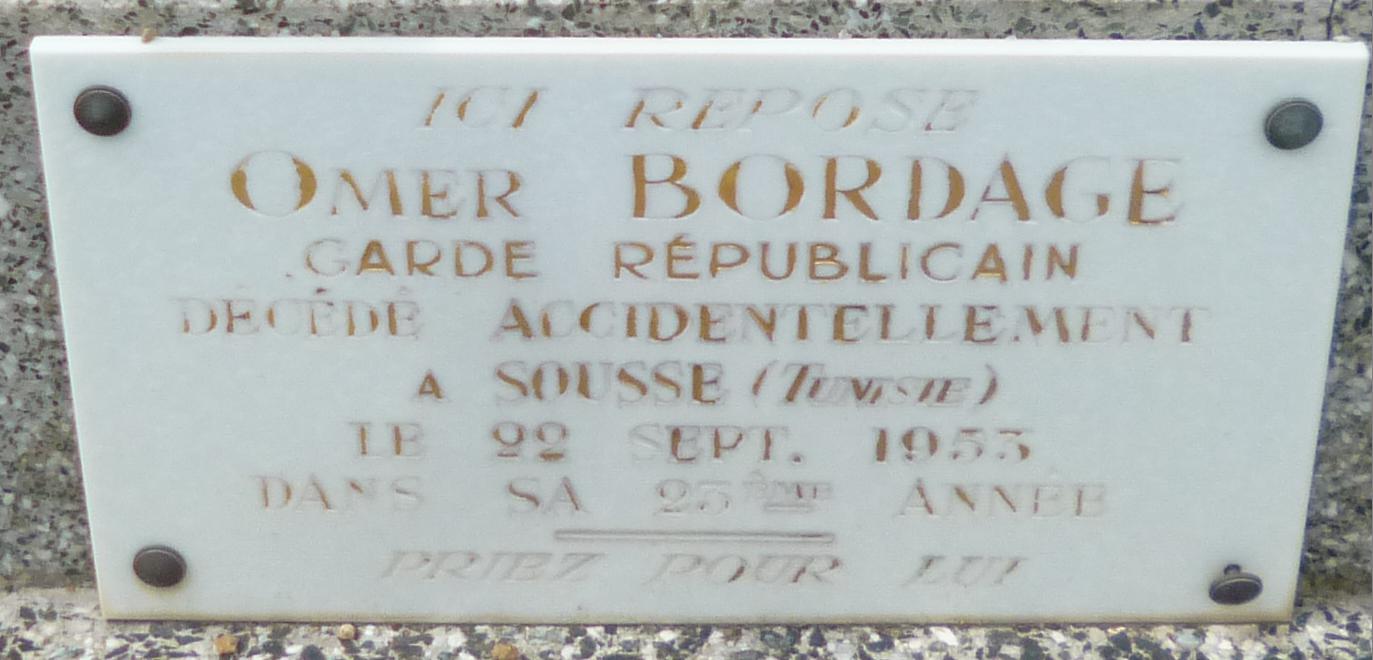 ICI REPOSE
OMER BORDAGE
GARDE RÉPUBLICAIN
DÉCÉDÉ ACCIDENTELLEMENT
A SOUSSE (TUNISIE)
LE 22 SEPT. 1953
DANS SA 23ÈME ANNÉE
PRIEZ POUR LUI